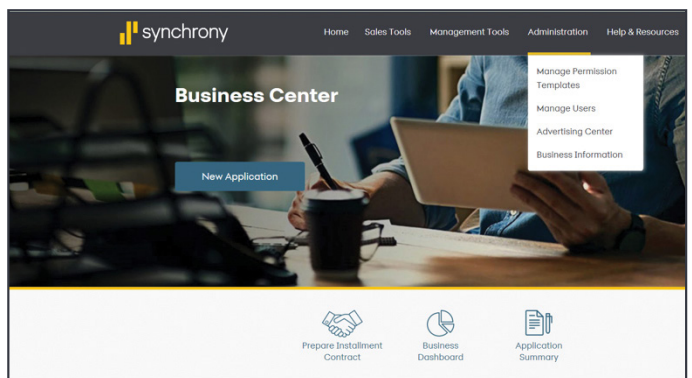 synchrony
Home Sales Tools Management Tools Administration Help & Resources
Manage Permission
Templates
Manage Users
Advertising Center
Business Information
Business Center
New Application
Prepare Installment
Contract
Business
Dashboard
Application
Summary